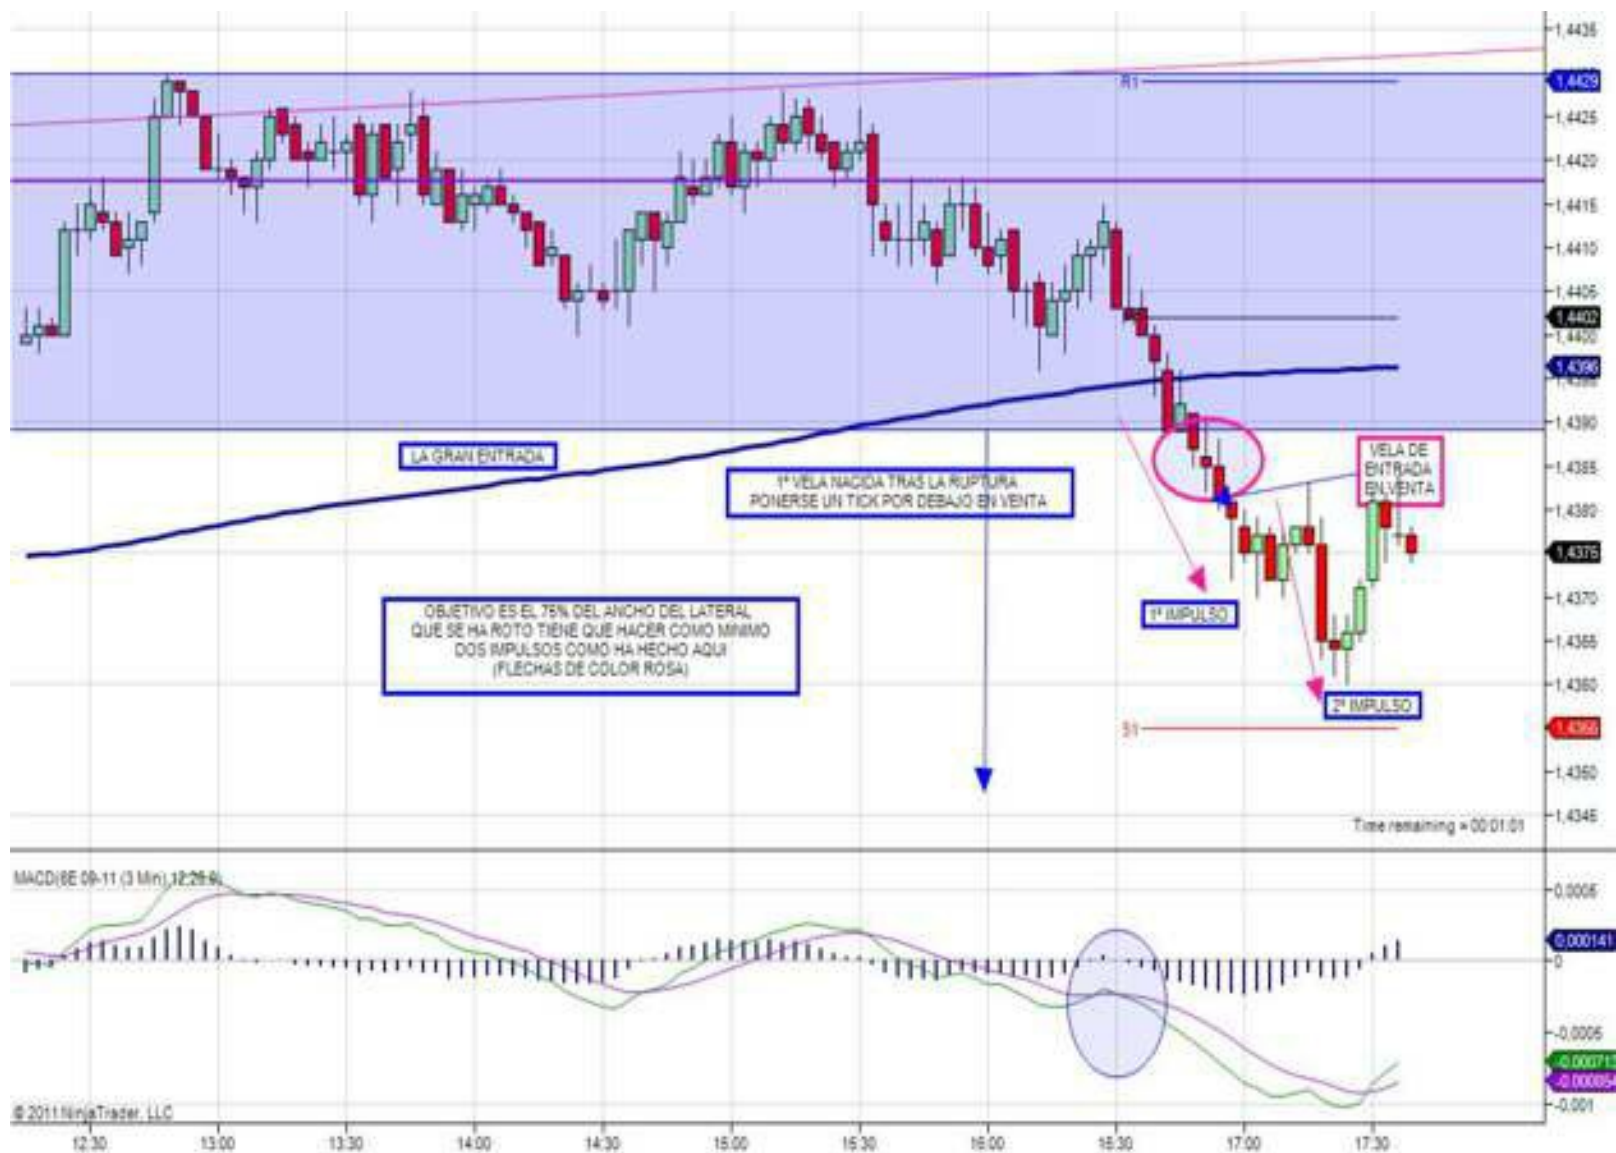 1,4435
R1
1,4429
1,4425
1,4420
1,4415
1,4410
1,4405
1,4402
1,4400
1,4396
1,4395
1,4390
LA GRAN ENTRADA
1ª VELA NACIDA TRAS LA RUPTURA
PONERSE UN TICK POR DEBAJO EN VENTA
VELA DE
ENTRADA
EN VENTA
1,4385
1,4380
1,4375
OBJETIVO ES EL 75% DEL ANCHO DEL LATERAL
QUE SE HA ROTO TIENE QUE HACER COMO MINIMO
DOS IMPULSOS COMO HA HECHO AQUI
(FLECHAS DE COLOR ROSA)
1º IMPULSO
1,4370
1,4365
1,4360
2º IMPULSO
S1
1,4355
1,4350
1,4345
Time remaining = 00:01:01
MACD(6E 09-11 (3 Min),12,26,9)
0,0005
0,000141
0
-0,0005
-0,001
© 2011 NinjaTrader, LLC
12:30 13:00 13:30 14:00 14:30 15:00 15:30 16:00 16:30 17:00 17:30